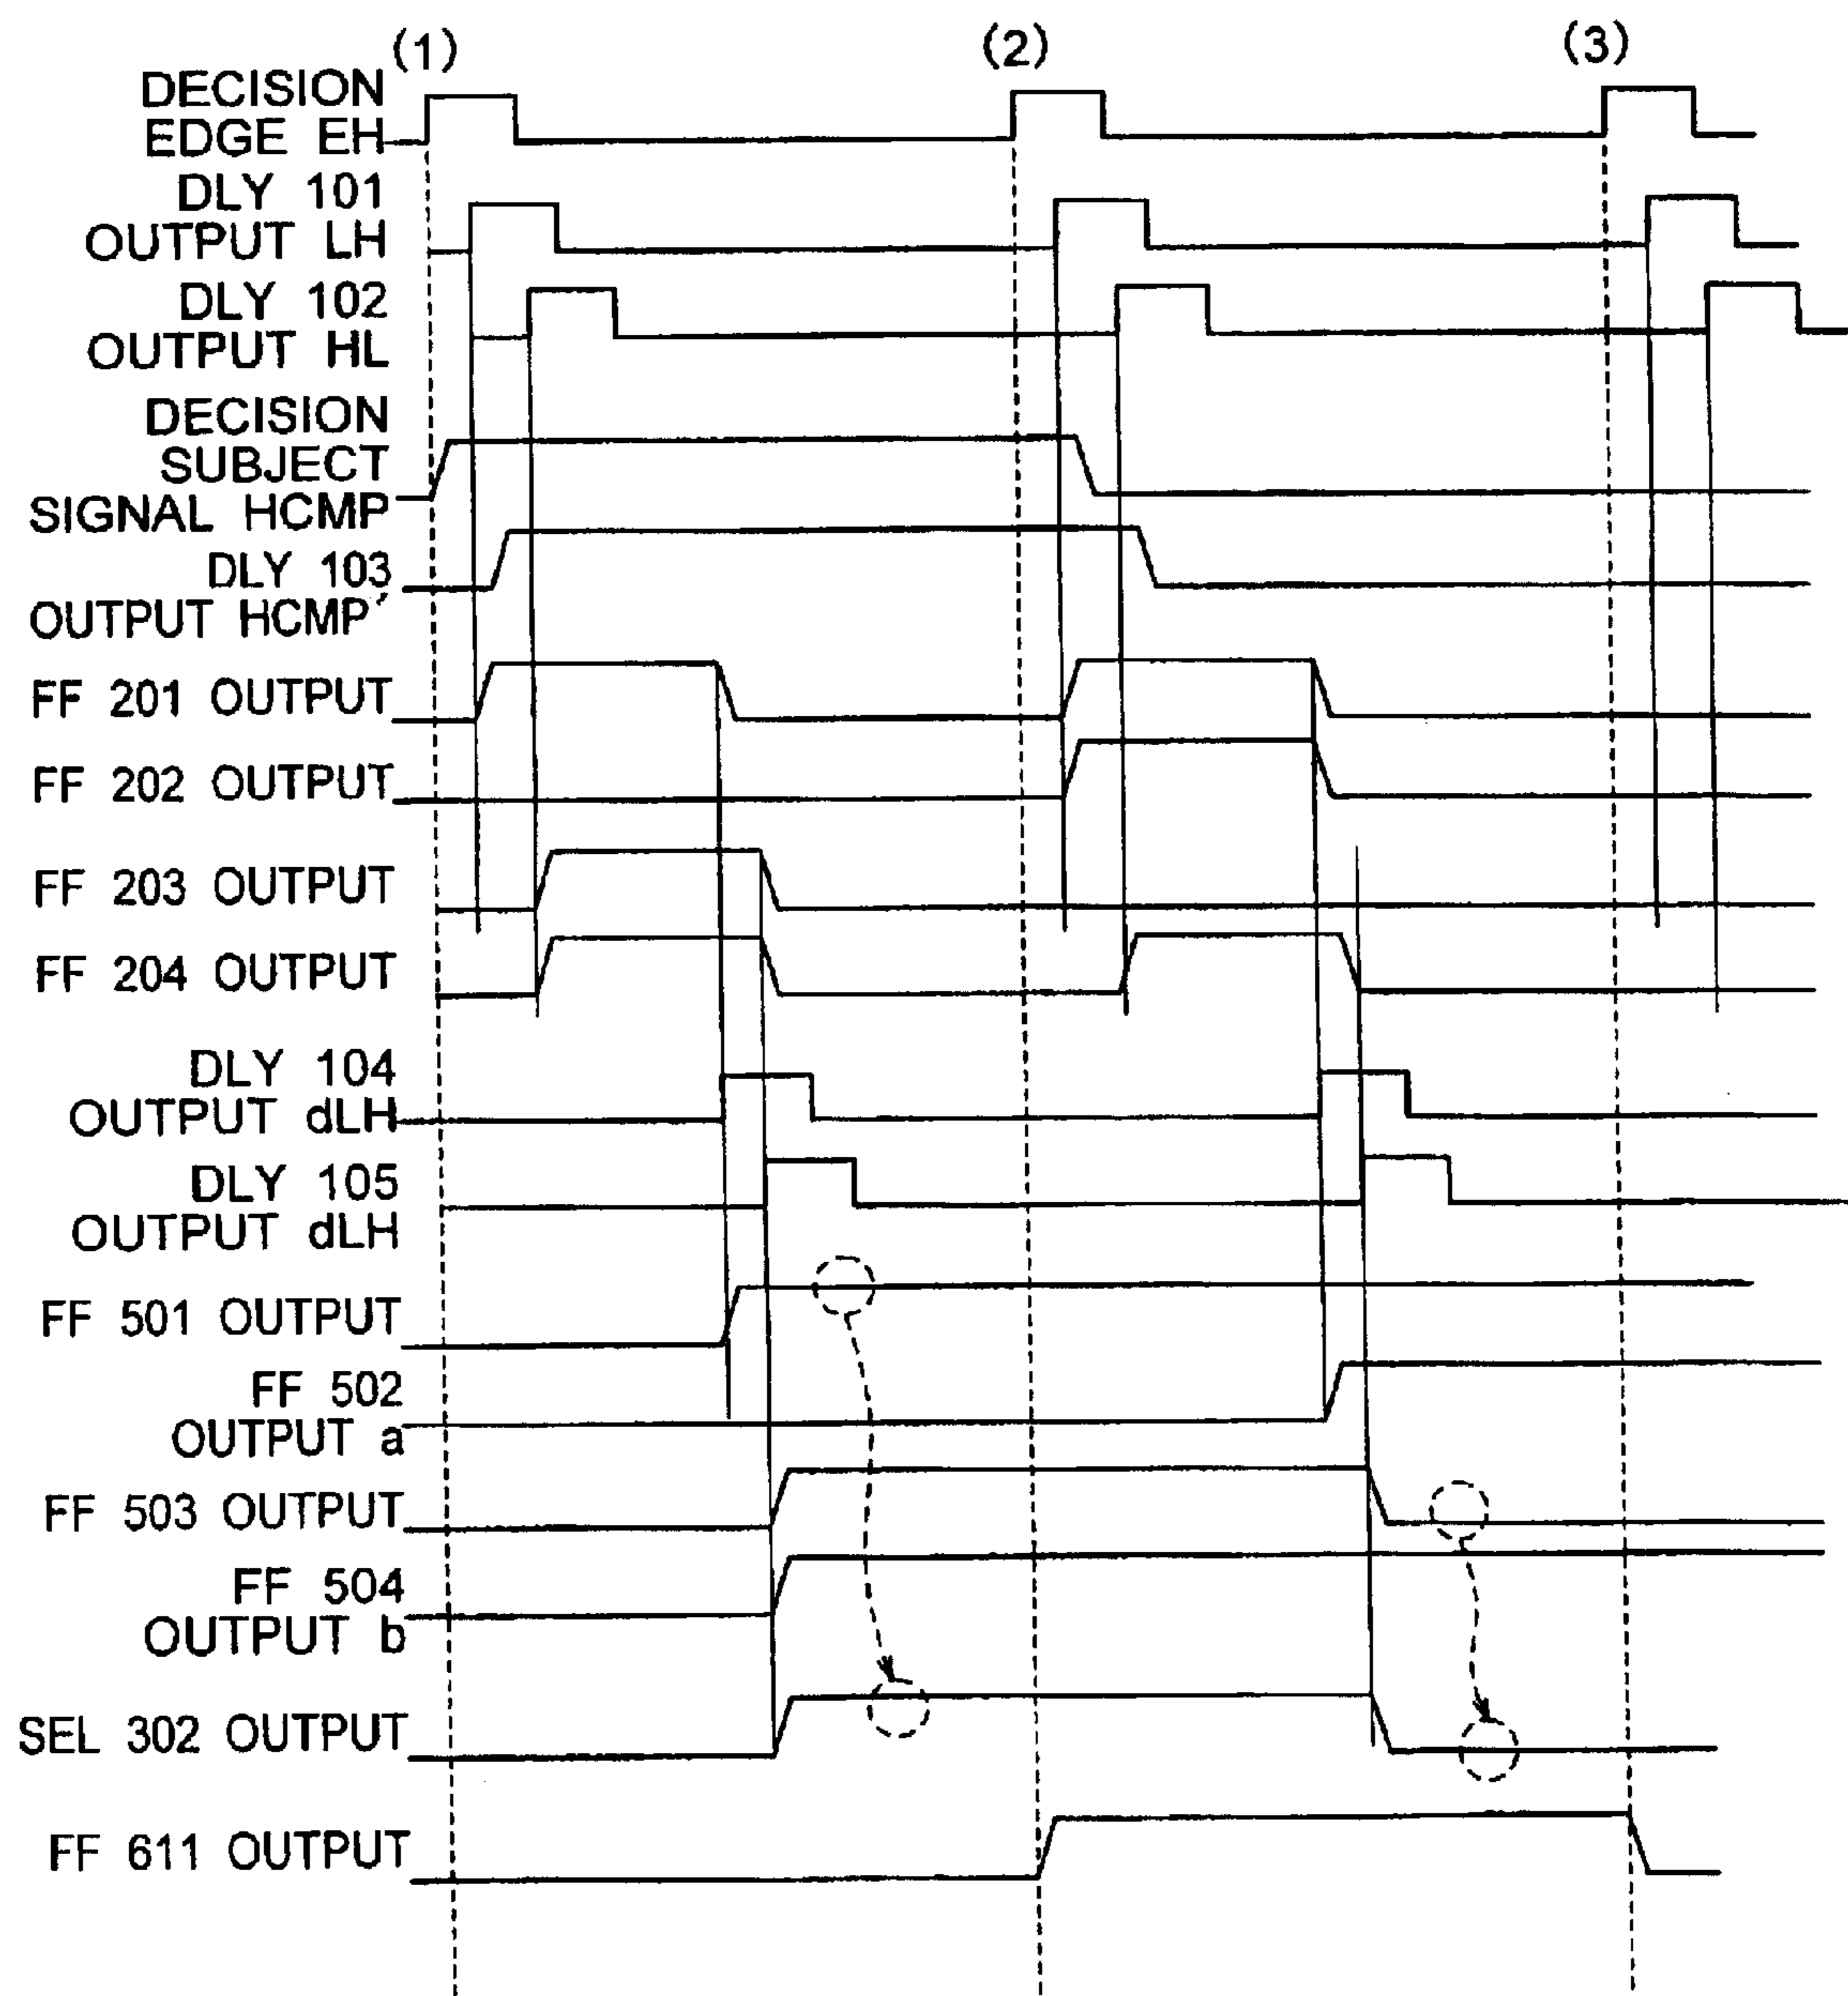 (1)
(2)
(3)
DECISION
EDGE EH
DLY 101
OUTPUT LH
DLY 102
OUTPUT HL
DECISION
SUBJECT
SIGNAL HCMP
DLY 103
OUTPUT HCMP´
FF 201 OUTPUT
FF 202 OUTPUT
FF 203 OUTPUT
FF 204 OUTPUT
DLY 104
OUTPUT dLH
DLY 105
OUTPUT dLH
FF 501 OUTPUT
FF 502
OUTPUT a
FF 503 OUTPUT
FF 504
OUTPUT b
SEL 302 OUTPUT
FF 611 OUTPUT